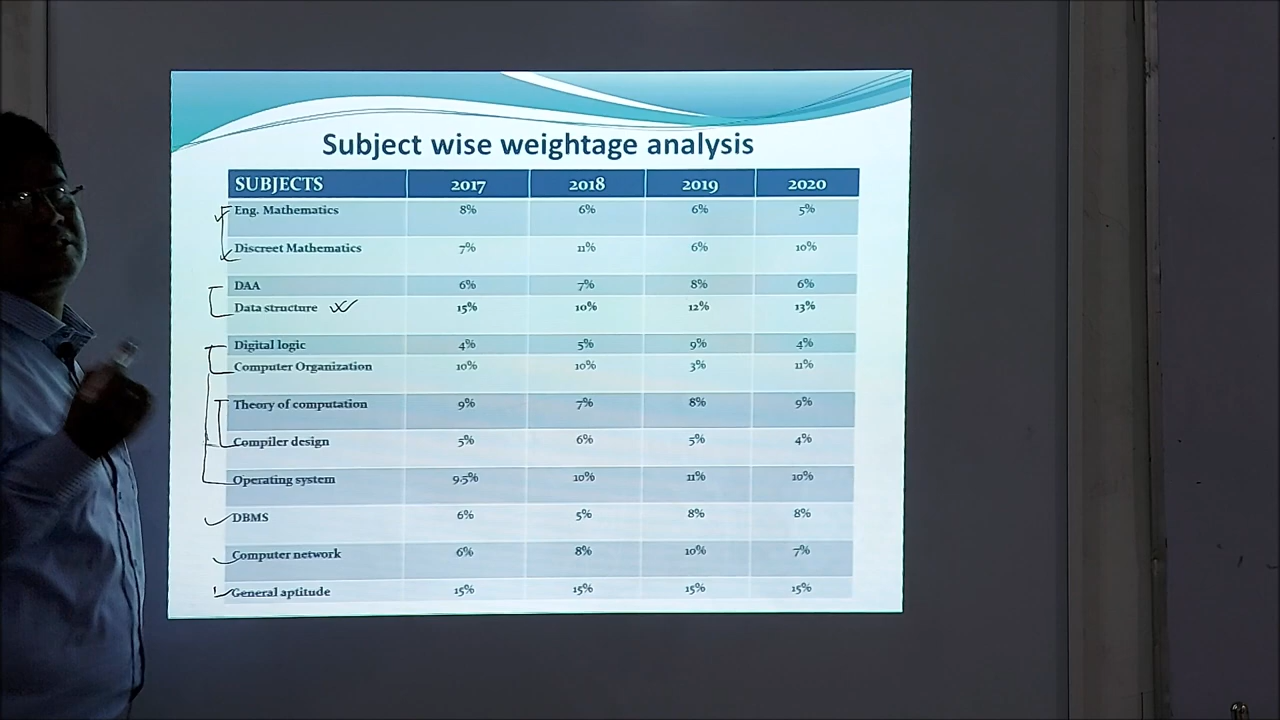 Subject wise weightage analysis
SUBJECTS 2017 2018 2019 2020
Eng. Mathematics 8% 6% 6% 5%
Discreet Mathematics 7% 11% 6% 10%
DAA 6% 7% 8% 6%
Data structure 15% 10% 12% 13%
Digital logic 4% 5% 9% 4%
Computer Organization 10% 10% 3% 11%
Theory of computation 9% 7% 8% 9%
Compiler design 5% 6% 5% 4%
Operating system 9.5% 10% 11% 10%
DBMS 6% 5% 8% 8%
Computer network 6% 8% 10% 7%
General aptitude 15% 15% 15% 15%